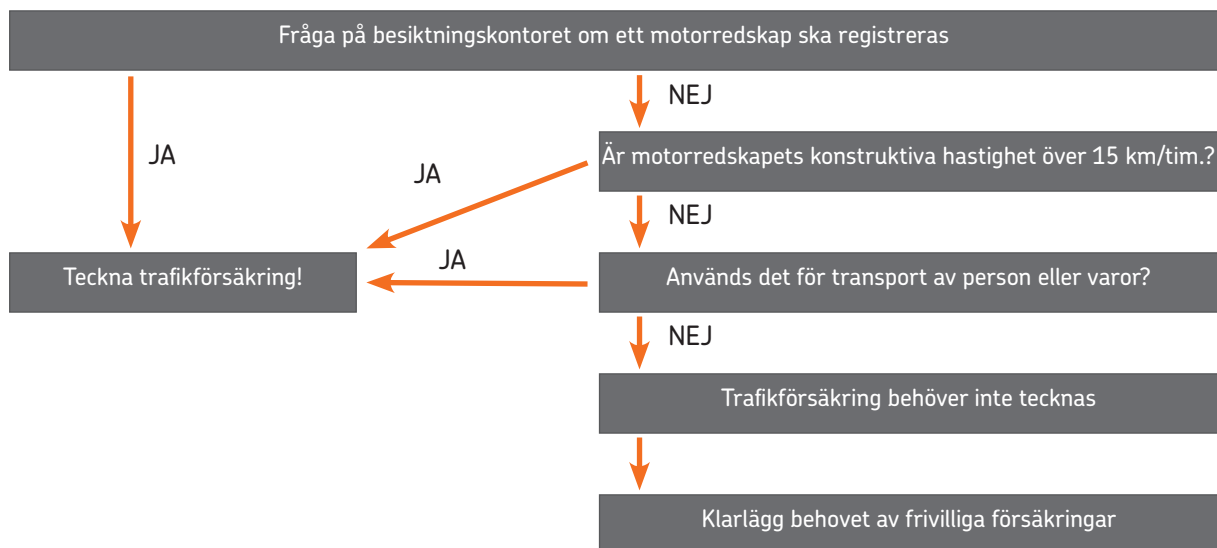 Fråga på besiktningskontoret om ett motorredskap ska registreras
NEJ
JA
Är motorredskapets konstruktiva hastighet över 15 km/tim.?
JA
NEJ
Teckna trafikförsäkring!
JA
Används det för transport av person eller varor?
NEJ
Trafikförsäkring behöver inte tecknas
Klarlägg behovet av frivilliga försäkringar